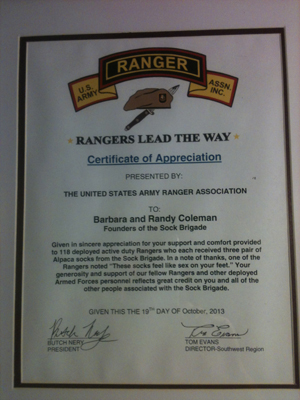 RANGER
U.S. ARMY
ASSN. INC.
RANGERS LEAD THE WAY
Certificate of Appreciation
PRESENTED BY:
THE UNITED STATES ARMY RANGER ASSOCIATION
TO:
Barbara and Randy Coleman
Founders of the Sock Brigade
Given in sincere appreciation for your support and comfort provided
to 118 deployed active duty Rangers who each received three pair of
Alpaca socks from the Sock Brigade. In a note of thanks, one of the
Rangers noted "These socks feel like sex on your feet." Your
generosity and support of our fellow Rangers and other deployed
Armed Forces personnel reflects great credit on you and all of the
other people associated with the Sock Brigade.
GIVEN THIS THE 19TH DAY OF October, 2013
BUTCH NERY
PRESIDENT
TOM EVANS
DIRECTOR-Southwest Region